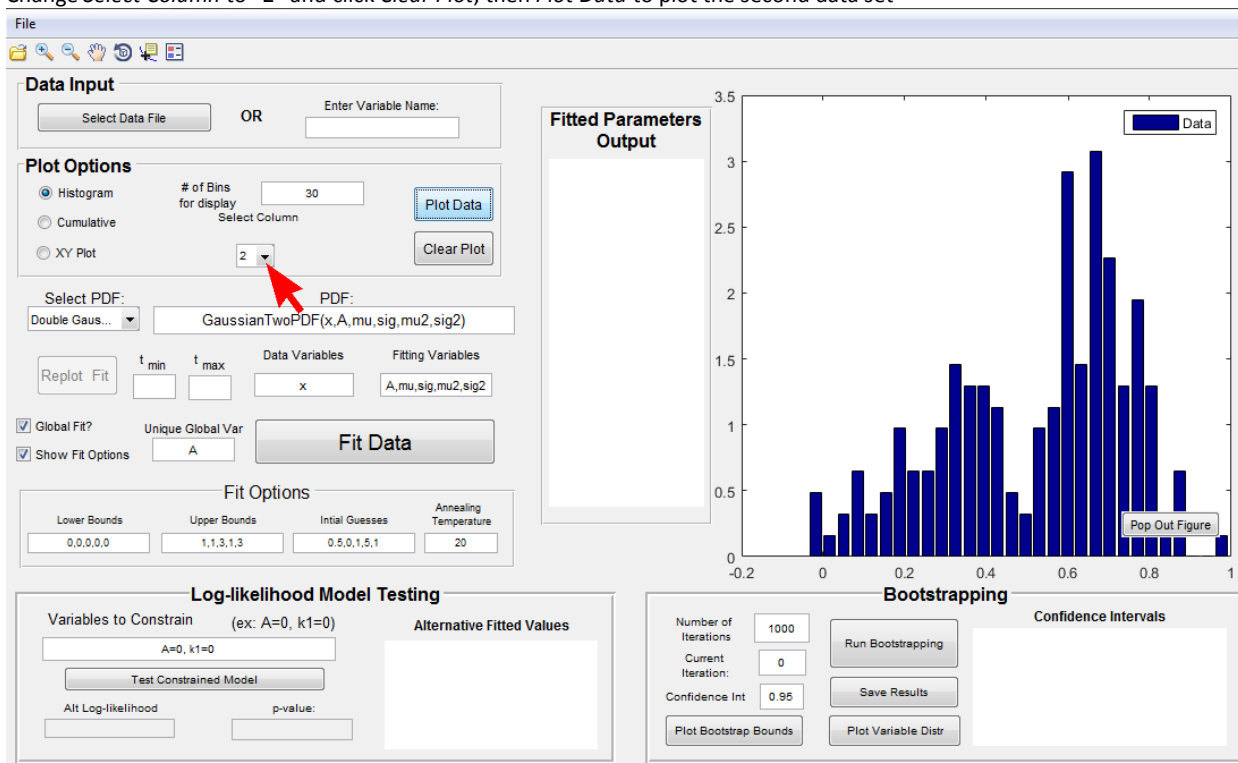 Change Select Column to "2" and click Clear Plot, then Plot Data to plot the second data set
File
Data Input
Select Data File
OR
Enter Variable Name:
Plot Options
Histogram
Cumulative
XY Plot
# of Bins
for display
30
Select Column
2
Plot Data
Clear Plot
Select PDF:
Double Gaus...
PDF:
GaussianTwoPDF(x,A,mu,sig,mu2,sig2)
Replot Fit
t min
t max
Data Variables
x
Fitting Variables
A,mu,sig,mu2,sig2
Global Fit?
Show Fit Options
Unique Global Var
A
Fit Data
Fit Options
Lower Bounds
0,0,0,0,0
Upper Bounds
1,1,3,1,3
Intial Guesses
0.5,0,1,5,1
Annealing
Temperature
20
Fitted Parameters
Output
Data
3.5
3
2.5
2
1.5
1
0.5
0
-0.2 0 0.2 0.4 0.6 0.8 1
Pop Out Figure
Log-likelihood Model Testing
Variables to Constrain
(ex: A=0, k1=0)
A=0, k1=0
Test Constrained Model
Alt Log-likelihood
p-value:
Alternative Fitted Values
Bootstrapping
Number of
Iterations
1000
Current
Iteration:
0
Confidence Int
0.95
Plot Bootstrap Bounds
Run Bootstrapping
Save Results
Plot Variable Distr
Confidence Intervals